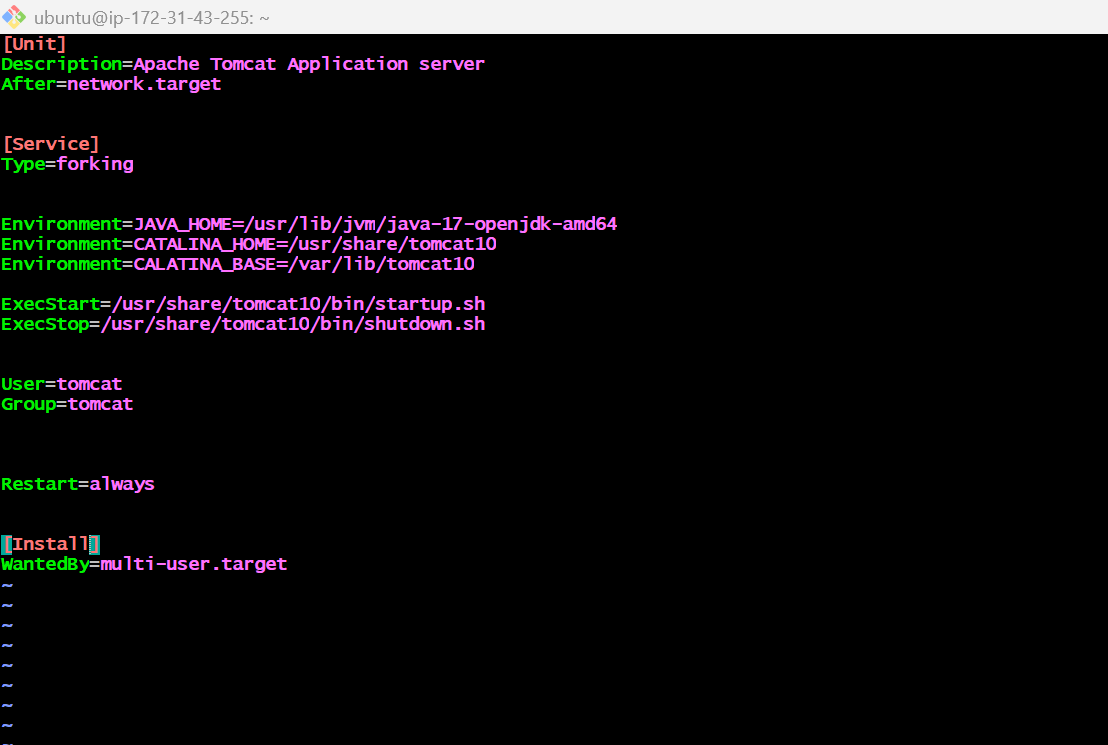 ubuntu@ip-172-31-43-255: ~
[Unit]
Description=Apache Tomcat Application server
After=network.target
[Service]
Type=forking
Environment=JAVA_HOME=/usr/lib/jvm/java-17-openjdk-amd64
Environment=CATALINA_HOME=/usr/share/tomcat10
Environment=CALATINA_BASE=/var/lib/tomcat10
ExecStart=/usr/share/tomcat10/bin/startup.sh
ExecStop=/usr/share/tomcat10/bin/shutdown.sh
User=tomcat
Group=tomcat
Restart=always
[Install]
WantedBy=multi-user.target
~
~
~
~
~
~
~
~
~